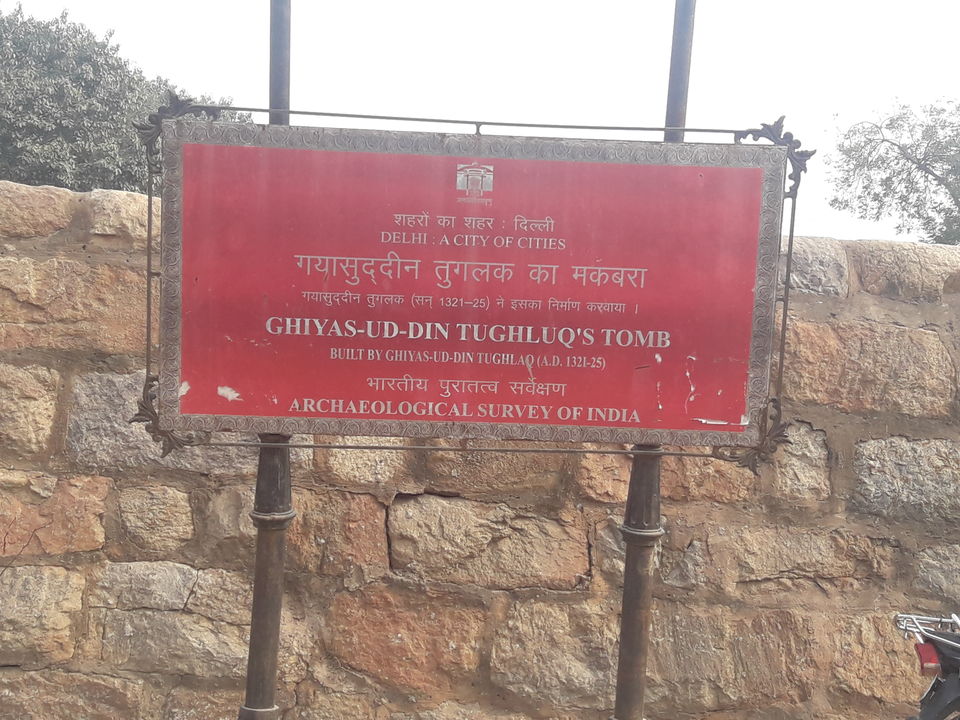 शहरों का शहर : दिल्ली
DELHI : A CITY OF CITIES
गयासुद्दीन तुगलक का मकबरा
गयासुद्दीन तुगलक (सन् 1321–25) ने इसका निर्माण करवाया ।
GHIYAS-UD-DIN TUGHLUQ'S TOMB
BUILT BY GHIYAS-UD-DIN TUGHLAQ (A.D. 1321-25)
भारतीय पुरातत्व सर्वेक्षण
ARCHAEOLOGICAL SURVEY OF INDIA